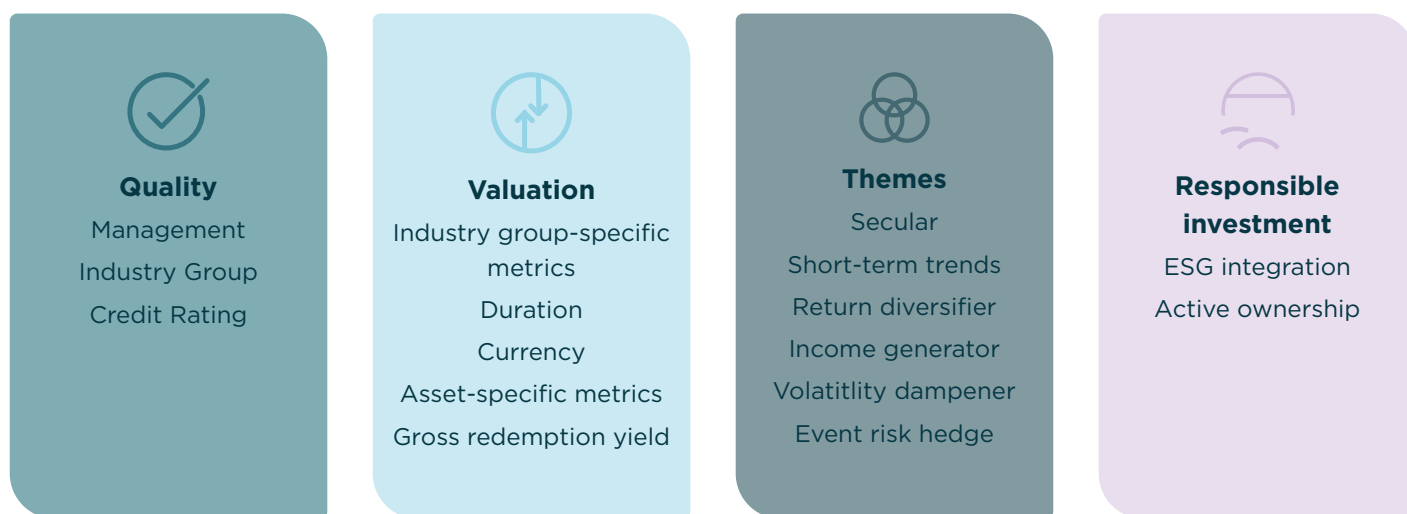 Quality
Management
Industry Group
Credit Rating
Valuation
Industry group-specific
metrics
Duration
Currency
Asset-specific metrics
Gross redemption yield
Themes
Secular
Short-term trends
Return diversifier
Income generator
Volatitlity dampener
Event risk hedge
Responsible
investment
ESG integration
Active ownership